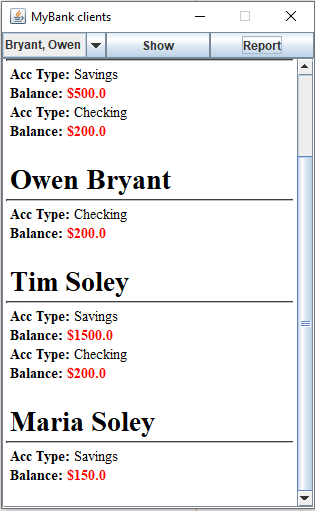 MyBank clients
Bryant, Owen Show Report
Acc Type: Savings
Balance: $500.0
Acc Type: Checking
Balance: $200.0
Owen Bryant
Acc Type: Checking
Balance: $200.0
Tim Soley
Acc Type: Savings
Balance: $1500.0
Acc Type: Checking
Balance: $200.0
Maria Soley
Acc Type: Savings
Balance: $150.0